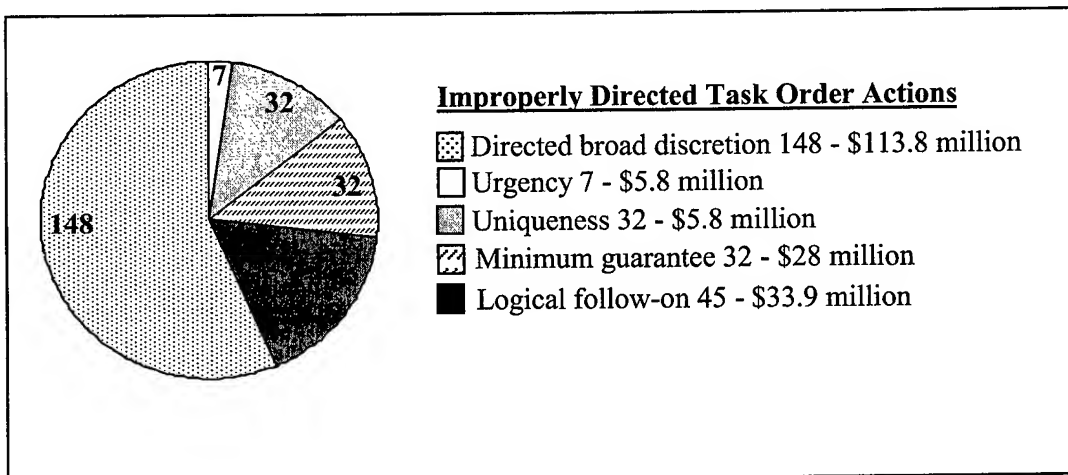 7
32
32
148
Improperly Directed Task Order Actions
Directed broad discretion 148 - $113.8 million
Urgency 7 - $5.8 million
Uniqueness 32 - $5.8 million
Minimum guarantee 32 - $28 million
Logical follow-on 45 - $33.9 million